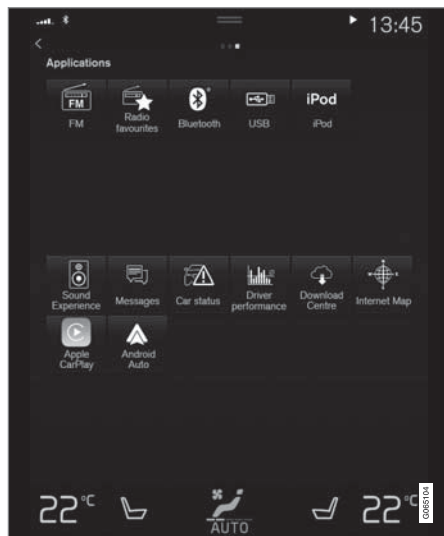 13:45
Applications
FM
iPod
FM
Radio favourites
Bluetooth
USB
iPod
Sound Experience
Messages
Car status
Driver performance
Download Centre
Internet Map
Apple CarPlay
Android Auto
22°C
AUTO
22°C
G065104